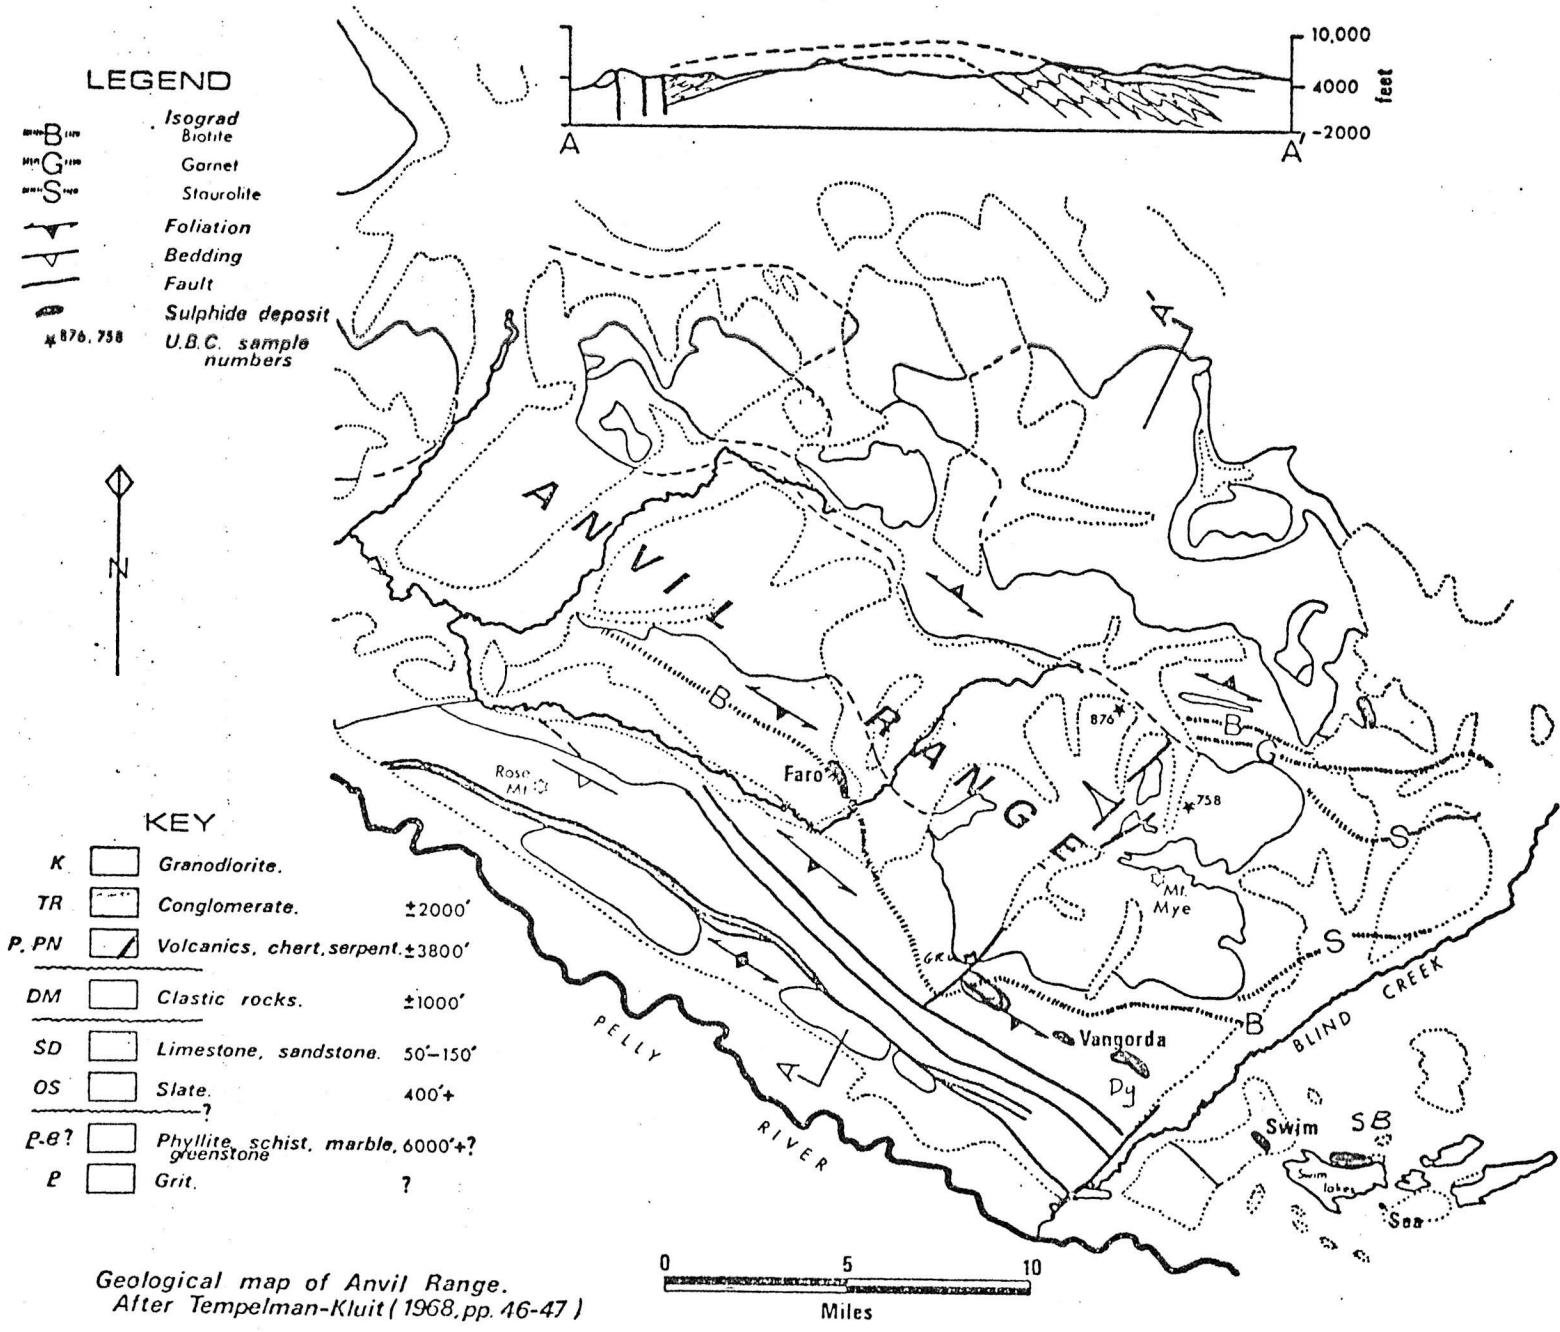 LEGEND
Isograd
B Biotite
G Garnet
S Staurolite
Foliation
Bedding
Fault
Sulphide deposit
876, 758 U.B.C. sample
numbers
10,000
4000
-2000
feet
A
A'
N
A'
ANVIL
RANGE
B
B
G
876
758
Faro
Rose
Mt
S
Mt.
Mye
S
GRU
B
Vangorda
Dy
A
PELLY
RIVER
BLIND
CREEK
Swim
SB
Swim
lakes
Sea
KEY
K Granodiorite.
TR Conglomerate. ±2000'
P, PN Volcanics, chert, serpent. ±3800'
DM Clastic rocks. ±1000'
SD Limestone, sandstone. 50'-150'
OS Slate. 400'+
?
P-Є? Phyllite, schist, marble, 6000'+?
greenstone
P Grit. ?
0 5 10
Miles
Geological map of Anvil Range.
After Tempelman-Kluit (1968, pp. 46-47)